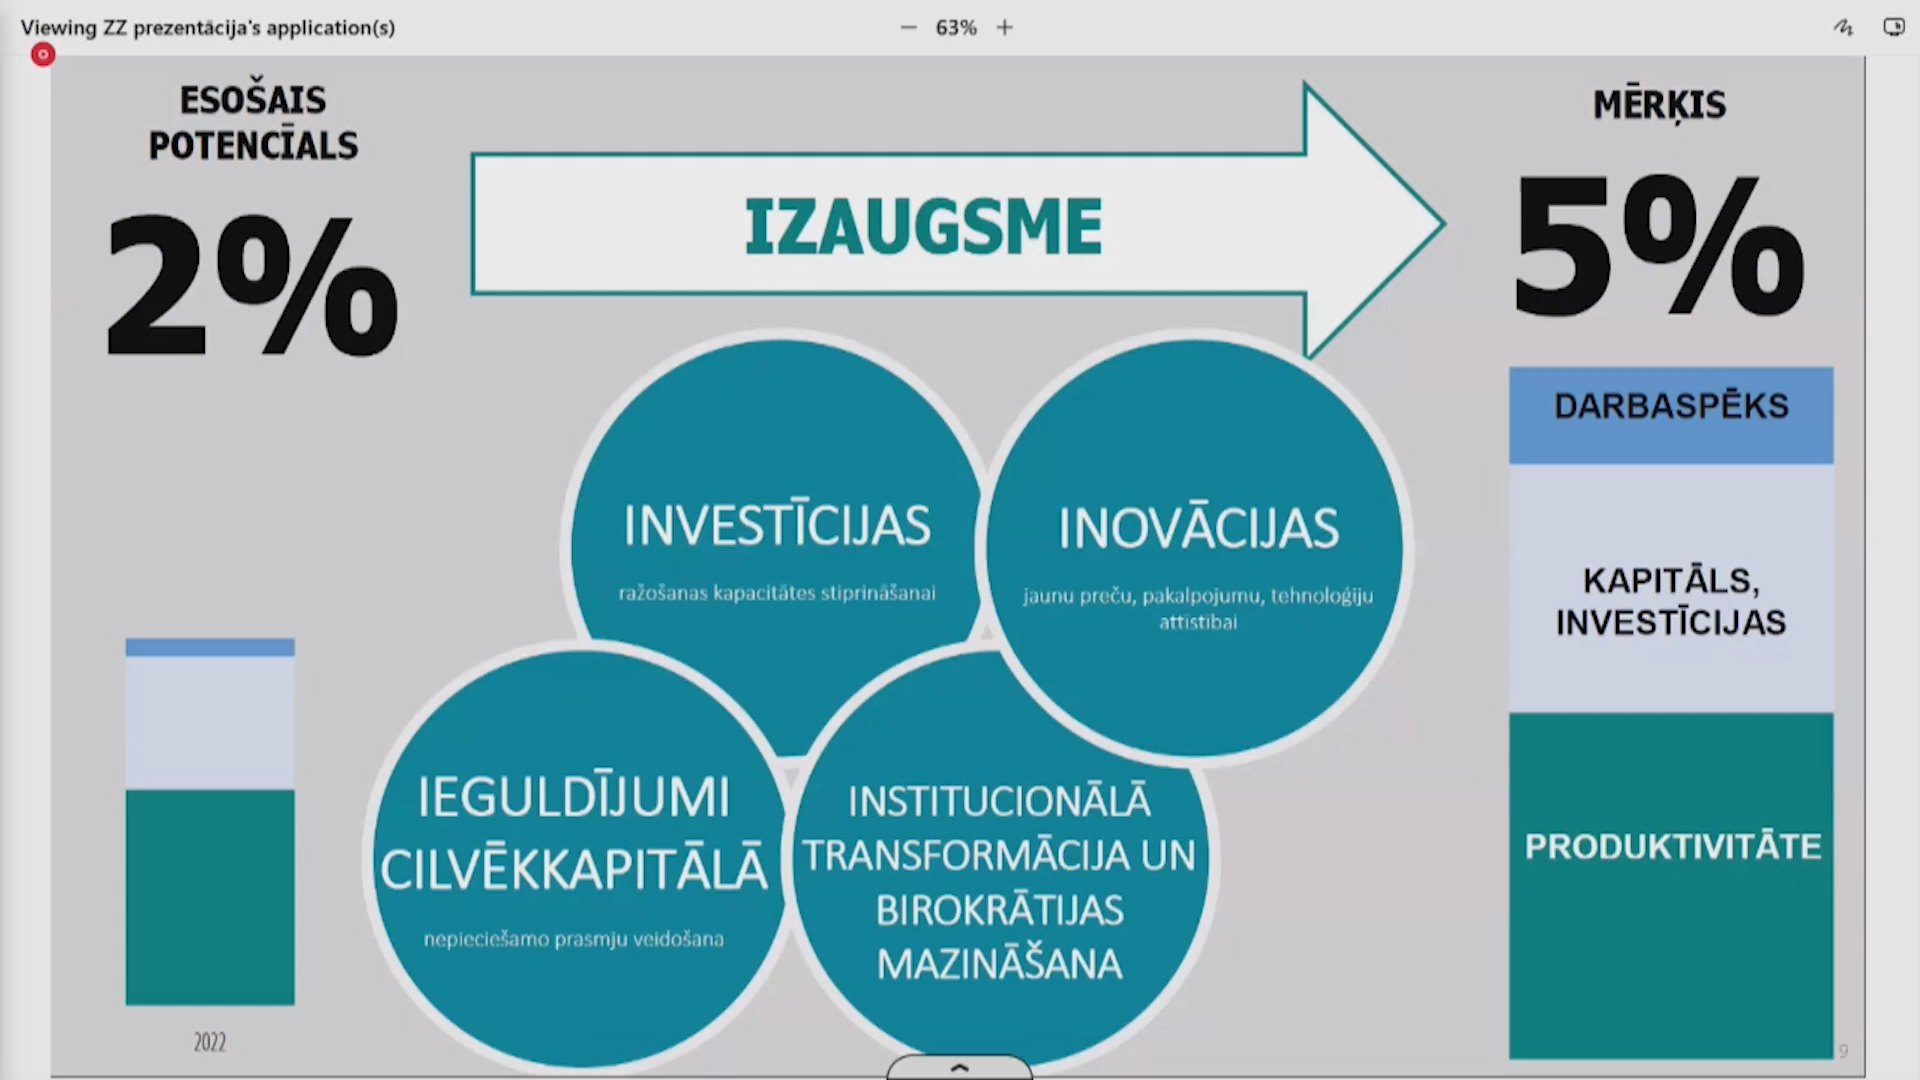 Viewing ZZ prezentācija's application(s)
63%
ESOŠAIS
POTENCĪALS
2%
IZAUGSME
MĒRĶIS
5%
INVESTĪCIJAS
ražošanas kapacitātes stiprināšanai
INOVĀCIJAS
jaunu preču, pakalpojumu, tehnoloģiju
attīstībai
IEGULDĪJUMI
CILVĒKKAPITĀLĀ
nepieciešamo prasmju veidošana
INSTITUCIONĀLĀ
TRANSFORMĀCIJA UN
BIROKRĀTIJAS
MAZINĀŠANA
DARBASPĒKS
KAPITĀLS,
INVESTĪCIJAS
PRODUKTIVITĀTE
2022
9